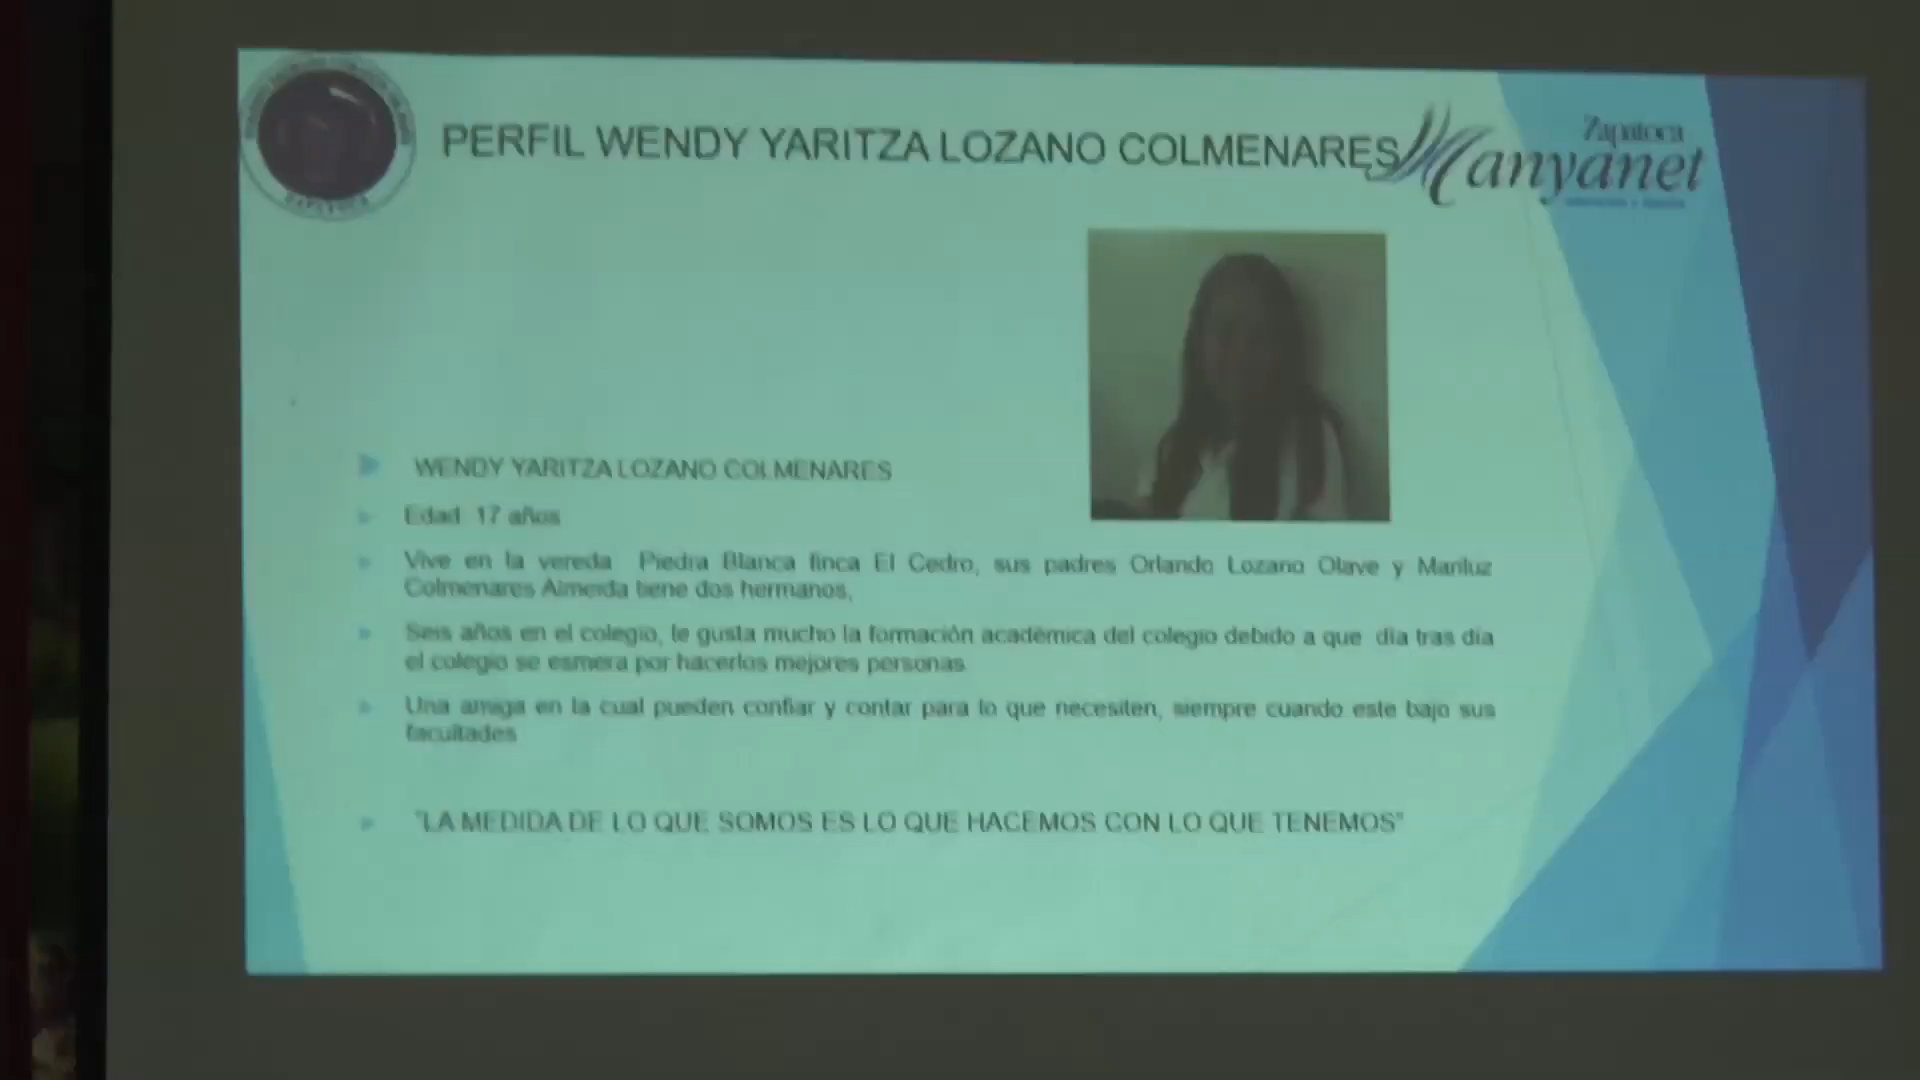 PERFIL WENDY YARITZA LOZANO COLMENARES
Zapatoca
Manyanet
WENDY YARITZA LOZANO COLMENARES
Edad: 17 años
Vive en la vereda Piedra Blanca finca El Cedro, sus padres Orlando Lozano Olave y Mariluz
Colmenares Almeida tiene dos hermanos,
Seis años en el colegio, le gusta mucho la formación académica del colegio debido a que dia tras dia
el colegio se esmera por hacerlos mejores personas
Una amiga en la cual pueden confiar y contar para lo que necesiten, siempre cuando este bajo sus
facultades
"LA MEDIDA DE LO QUE SOMOS ES LO QUE HACEMOS CON LO QUE TENEMOS"